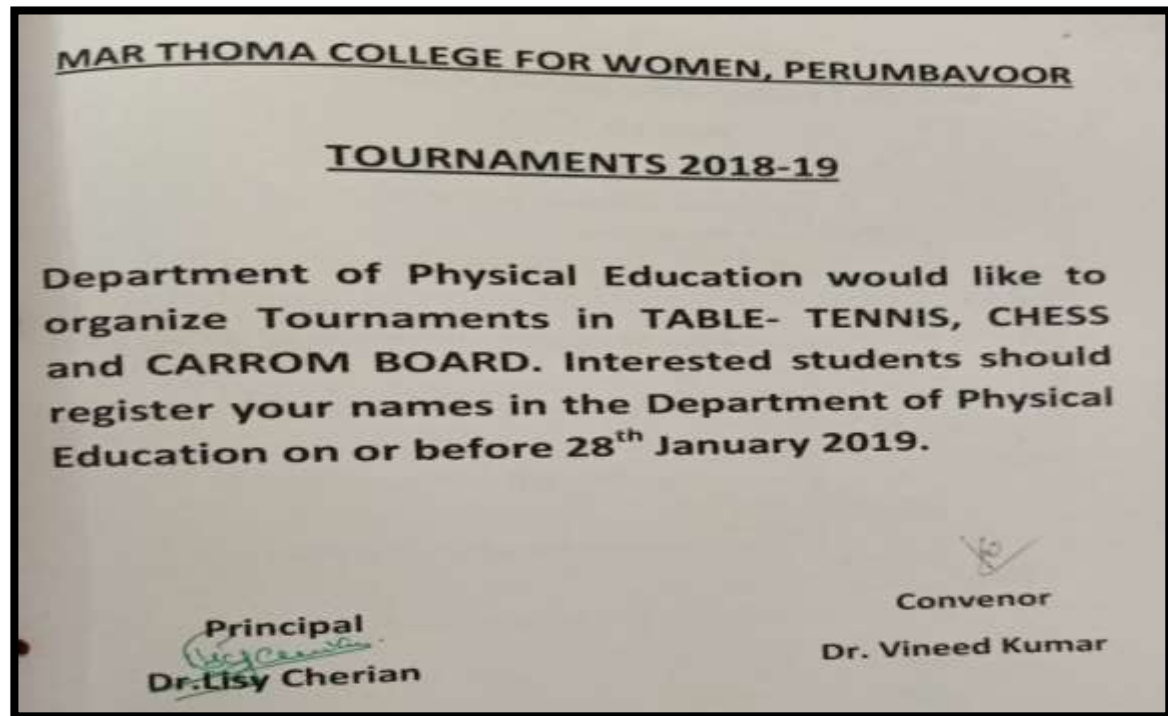 MAR THOMA COLLEGE FOR WOMEN, PERUMBAVOOR
TOURNAMENTS 2018-19
Department of Physical Education would like to
organize Tournaments in TABLE- TENNIS, CHESS
and CARROM BOARD. Interested students should
register your names in the Department of Physical
Education on or before 28th January 2019.
Convenor
Dr. Vineed Kumar
Principal
Dr.Lisy Cherian